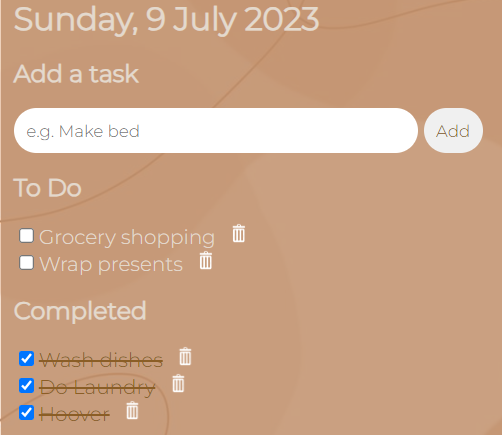 Sunday, 9 July 2023
Add a task
e.g. Make bed
Add
To Do
Grocery shopping
Wrap presents
Completed
Wash dishes
Do Laundry
Hoover